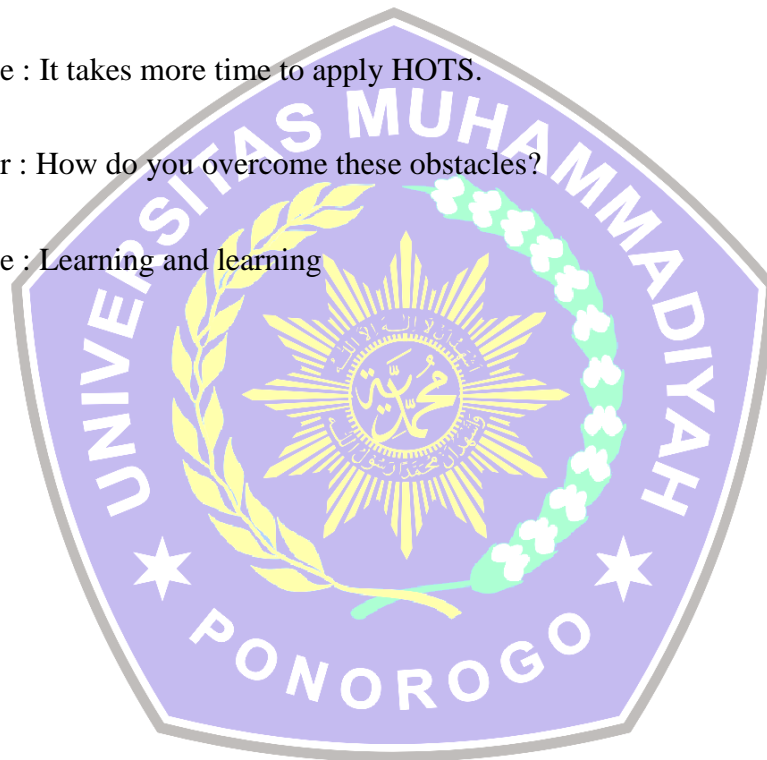 e : It takes more time to apply HOTS.
r : How do you overcome these obstacles?
e : Learning and learning
UNIVERSITAS MUHAMMADIYAH
PONOROGO
محمدية